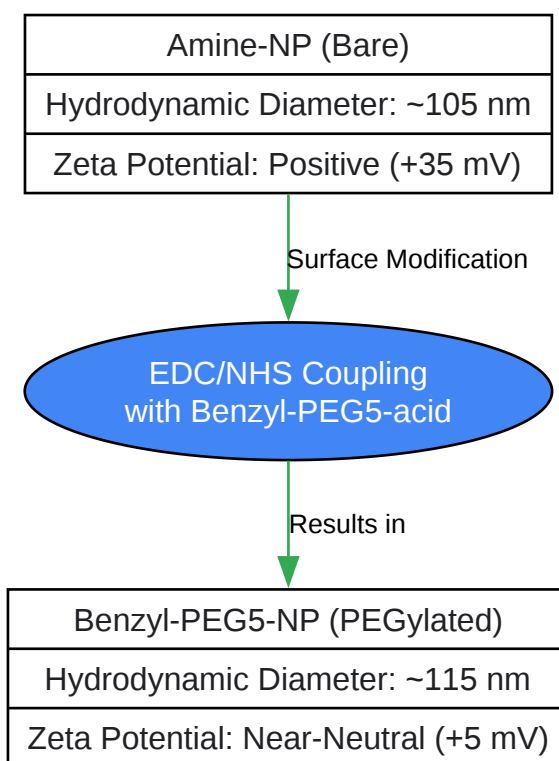 Amine-NP (Bare)
Hydrodynamic Diameter: ~105 nm
Zeta Potential: Positive (+35 mV)
Surface Modification
EDC/NHS Coupling
with Benzyl-PEG5-acid
Results in
Benzyl-PEG5-NP (PEGylated)
Hydrodynamic Diameter: ~115 nm
Zeta Potential: Near-Neutral (+5 mV)